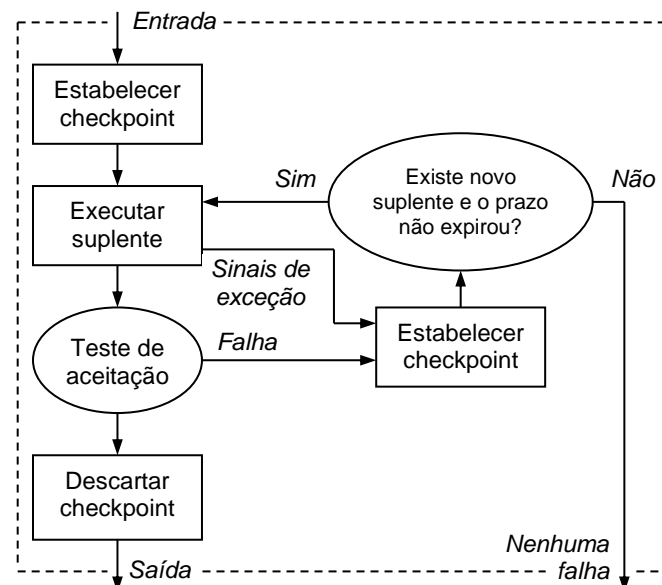 Entrada
Estabelecer
checkpoint
Executar
suplente
Sim
Existe novo
suplente e o prazo
não expirou?
Não
Sinais de
exceção
Teste de
aceitação
Falha
Estabelecer
checkpoint
Descartar
checkpoint
Saída
Nenhuma
falha